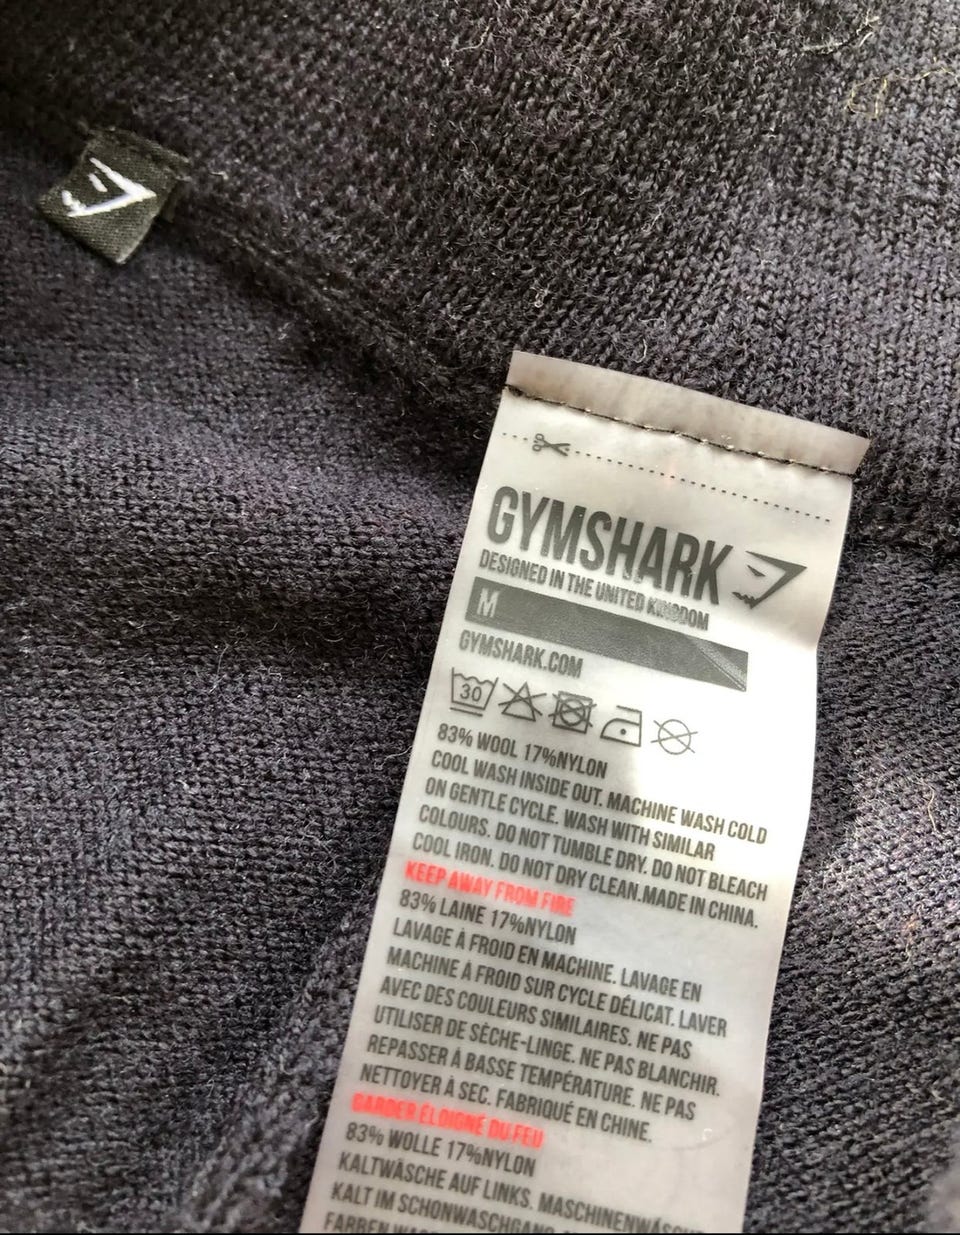 GYMSHARK
DESIGNED IN THE UNITED KINGDOM
M
GYMSHARK.COM
30
83% WOOL 17%NYLON
COOL WASH INSIDE OUT. MACHINE WASH COLD
ON GENTLE CYCLE. WASH WITH SIMILAR
COLOURS. DO NOT TUMBLE DRY. DO NOT BLEACH
COOL IRON. DO NOT DRY CLEAN.MADE IN CHINA.
KEEP AWAY FROM FIRE
83% LAINE 17%NYLON
LAVAGE À FROID EN MACHINE. LAVAGE EN
MACHINE À FROID SUR CYCLE DÉLICAT. LAVER
AVEC DES COULEURS SIMILAIRES. NE PAS
UTILISER DE SÈCHE-LINGE. NE PAS BLANCHIR.
REPASSER À BASSE TEMPÉRATURE. NE PAS
NETTOYER À SEC. FABRIQUÉ EN CHINE.
GARDER ÉLOIGNÉ DU FEU
83% WOLLE 17%NYLON
KALTWÄSCHE AUF LINKS. MASCHINENWÄSCHE
KALT IM SCHONWASCHGANG
FARBEN